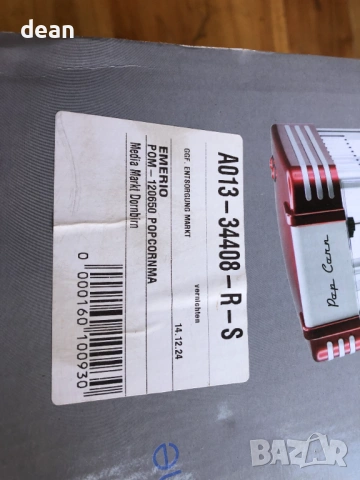 dean
A013-34408-R-S
GGF. ENTSORGUNG MARKT
vernichten
14.12.24
EMERIO
POM-120650 POPCORNMA
Media Markt Dornbirn
0 000160 100930
Pop Corn
BAZAR